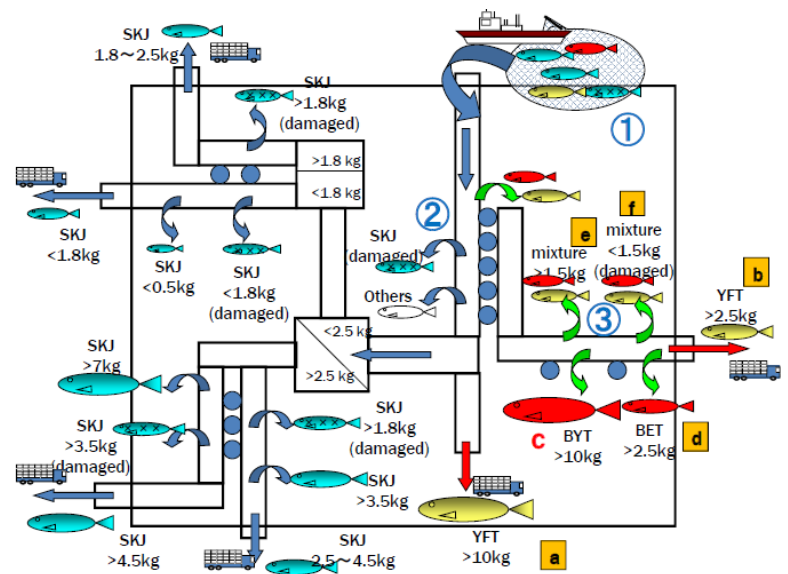 SKJ
1.8～2.5kg
SKJ
>1.8kg
(damaged)
①
>1.8 kg
<1.8 kg
SKJ
<1.8kg
SKJ
<0.5kg
SKJ
<1.8kg
(damaged)
②
SKJ
(damaged)
Others
e
mixture
>1.5kg
f
mixture
<1.5kg
(damaged)
③
b
YFT
>2.5kg
<2.5 kg
>2.5 kg
SKJ
>7kg
SKJ
>3.5kg
(damaged)
SKJ
>1.8kg
(damaged)
SKJ
>3.5kg
c
BYT
>10kg
BET
>2.5kg
d
SKJ
>4.5kg
SKJ
2.5～4.5kg
YFT
>10kg
a